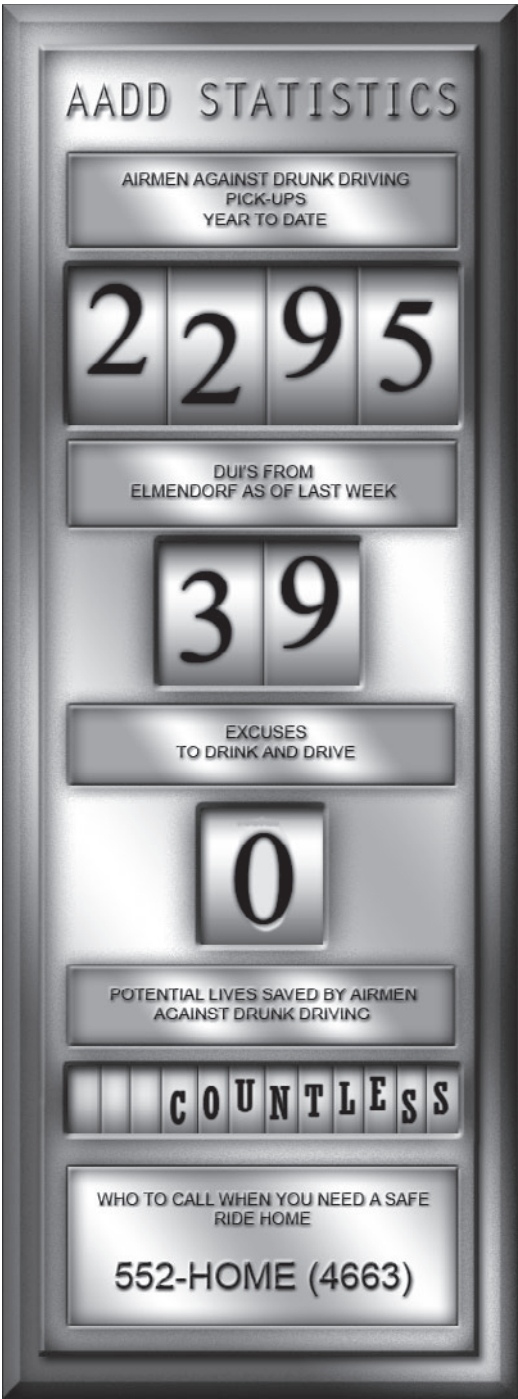 AADD STATISTICS
AIRMEN AGAINST DRUNK DRIVING
PICK-UPS
YEAR TO DATE
2295
DUI'S FROM
ELMENDORF AS OF LAST WEEK
39
EXCUSES
TO DRINK AND DRIVE
0
POTENTIAL LIVES SAVED BY AIRMEN
AGAINST DRUNK DRIVING
COUNTLESS
WHO TO CALL WHEN YOU NEED A SAFE
RIDE HOME
552-HOME (4663)